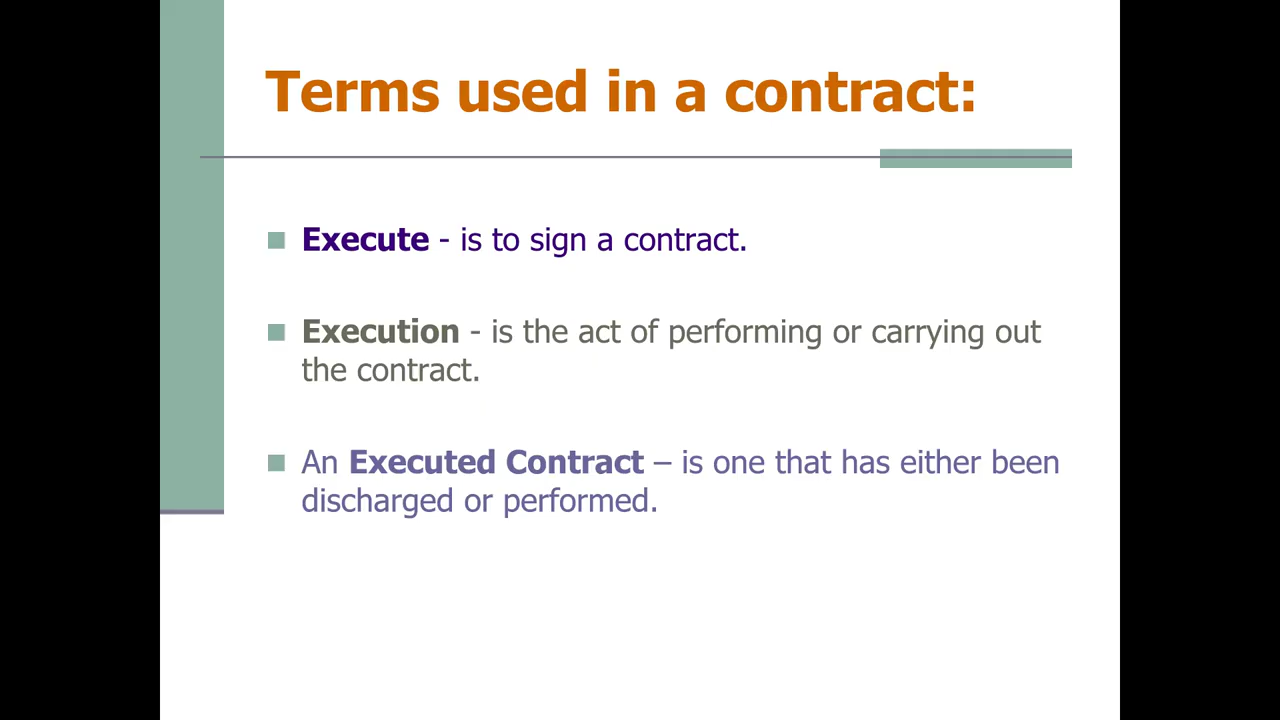 Terms used in a contract:
Execute - is to sign a contract.
Execution - is the act of performing or carrying out
the contract.
An Executed Contract – is one that has either been
discharged or performed.